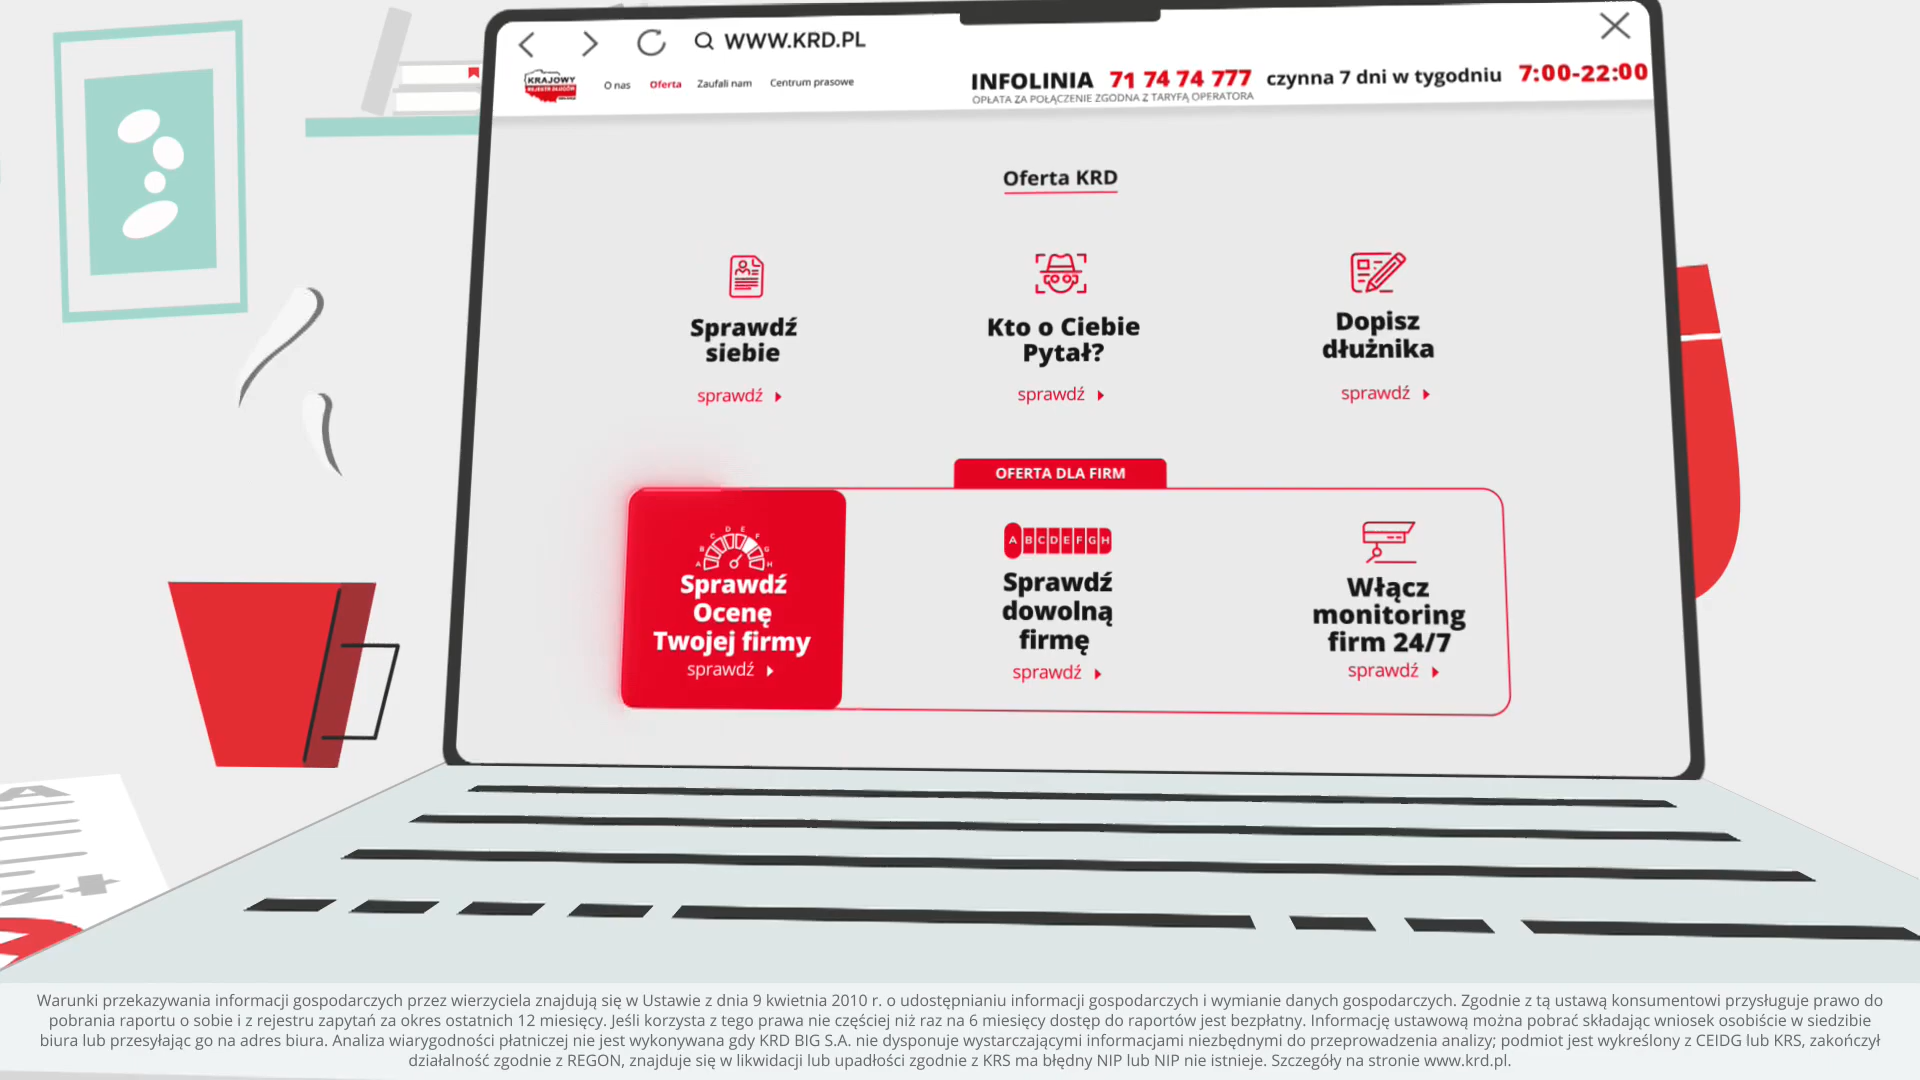 WWW.KRD.PL
KRAJOWY
REJESTR DŁUGÓW
O nas
Oferta
Zaufali nam
Centrum prasowe
INFOLINIA 71 74 74 777 czynna 7 dni w tygodniu 7:00-22:00
OPŁATA ZA POŁĄCZENIE ZGODNA Z TARYFĄ OPERATORA
Oferta KRD
Sprawdź
siebie
sprawdź
Kto o Ciebie
Pytał?
sprawdź
Dopisz
dłużnika
sprawdź
OFERTA DLA FIRM
A B C D E F G H
Sprawdź
Ocenę
Twojej firmy
sprawdź
A B C D E F G H
Sprawdź
dowolną
firmę
sprawdź
Włącz
monitoring
firm 24/7
sprawdź
Warunki przekazywania informacji gospodarczych przez wierzyciela znajdują się w Ustawie z dnia 9 kwietnia 2010 r. o udostępnianiu informacji gospodarczych i wymianie danych gospodarczych. Zgodnie z tą ustawą konsumentowi przysługuje prawo do
pobrania raportu o sobie i z rejestru zapytań za okres ostatnich 12 miesięcy. Jeśli korzysta z tego prawa nie częściej niż raz na 6 miesięcy dostęp do raportów jest bezpłatny. Informację ustawową można pobrać składając wniosek osobiście w siedzibie
biura lub przesyłając go na adres biura. Analiza wiarygodności płatniczej nie jest wykonywana gdy KRD BIG S.A. nie dysponuje wystarczającymi informacjami niezbędnymi do przeprowadzenia analizy; podmiot jest wykreślony z CEIDG lub KRS, zakończył
działalność zgodnie z REGON, znajduje się w likwidacji lub upadłości zgodnie z KRS ma błędny NIP lub NIP nie istnieje. Szczegóły na stronie www.krd.pl.